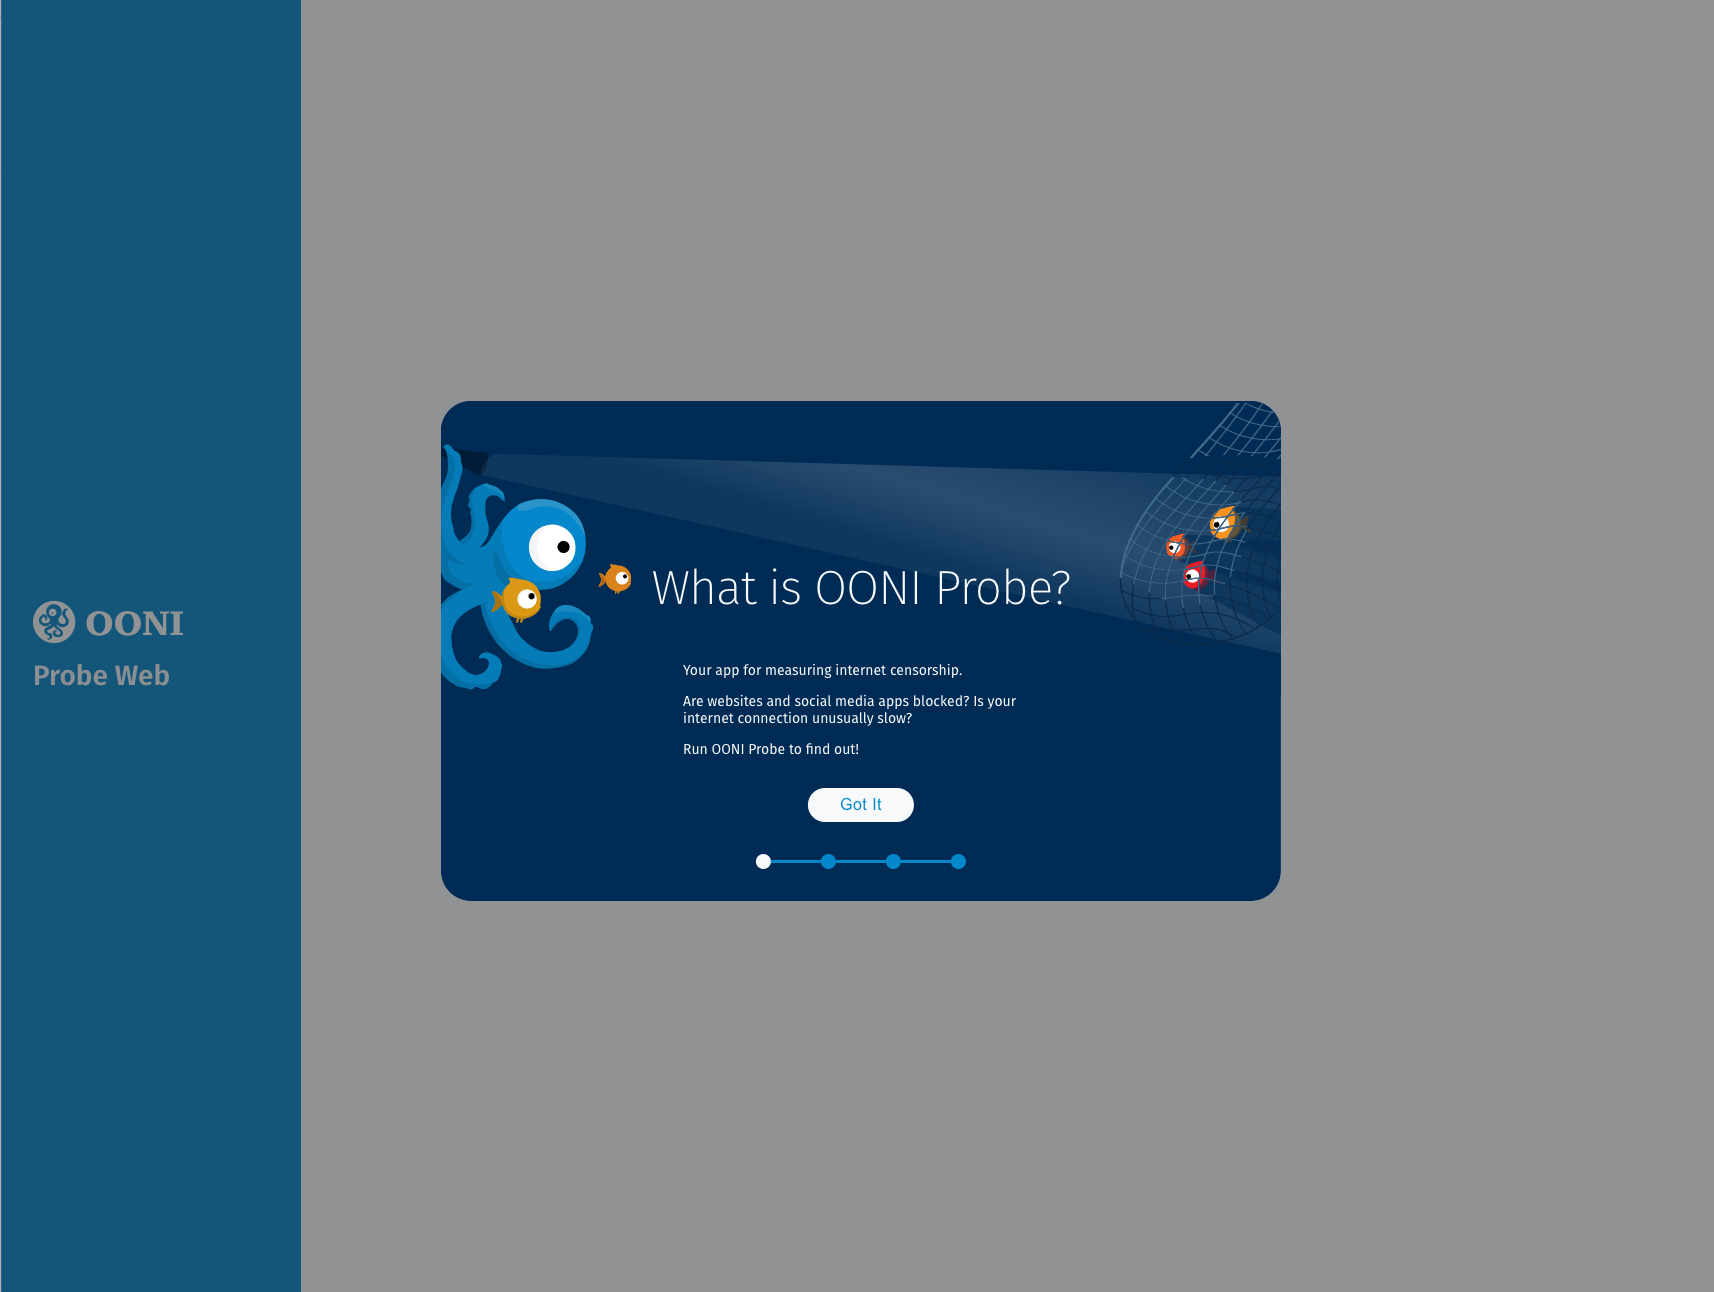 OONI
Probe Web
What is OONI Probe?
Your app for measuring internet censorship.
Are websites and social media apps blocked? Is your
internet connection unusually slow?
Run OONI Probe to find out!
Got It